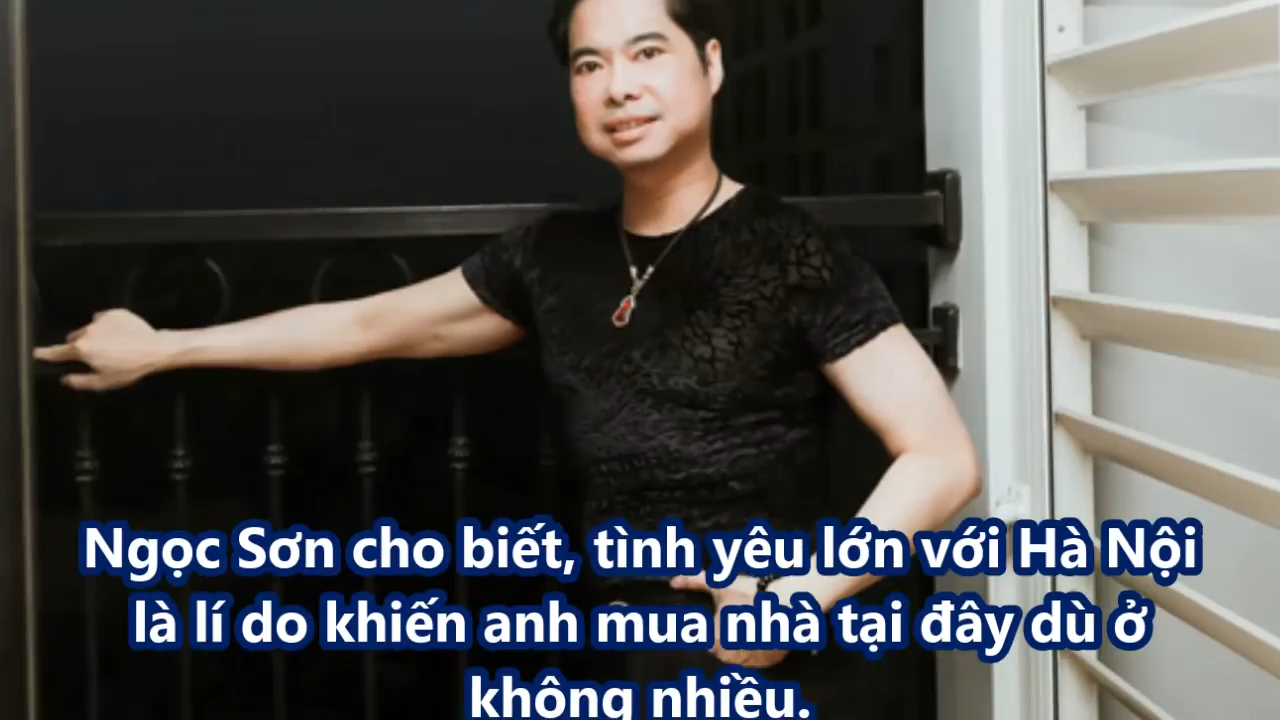 Ngọc Sơn cho biết, tình yêu lớn với Hà Nội
là lí do khiến anh mua nhà tại đây dù ở
không nhiều.